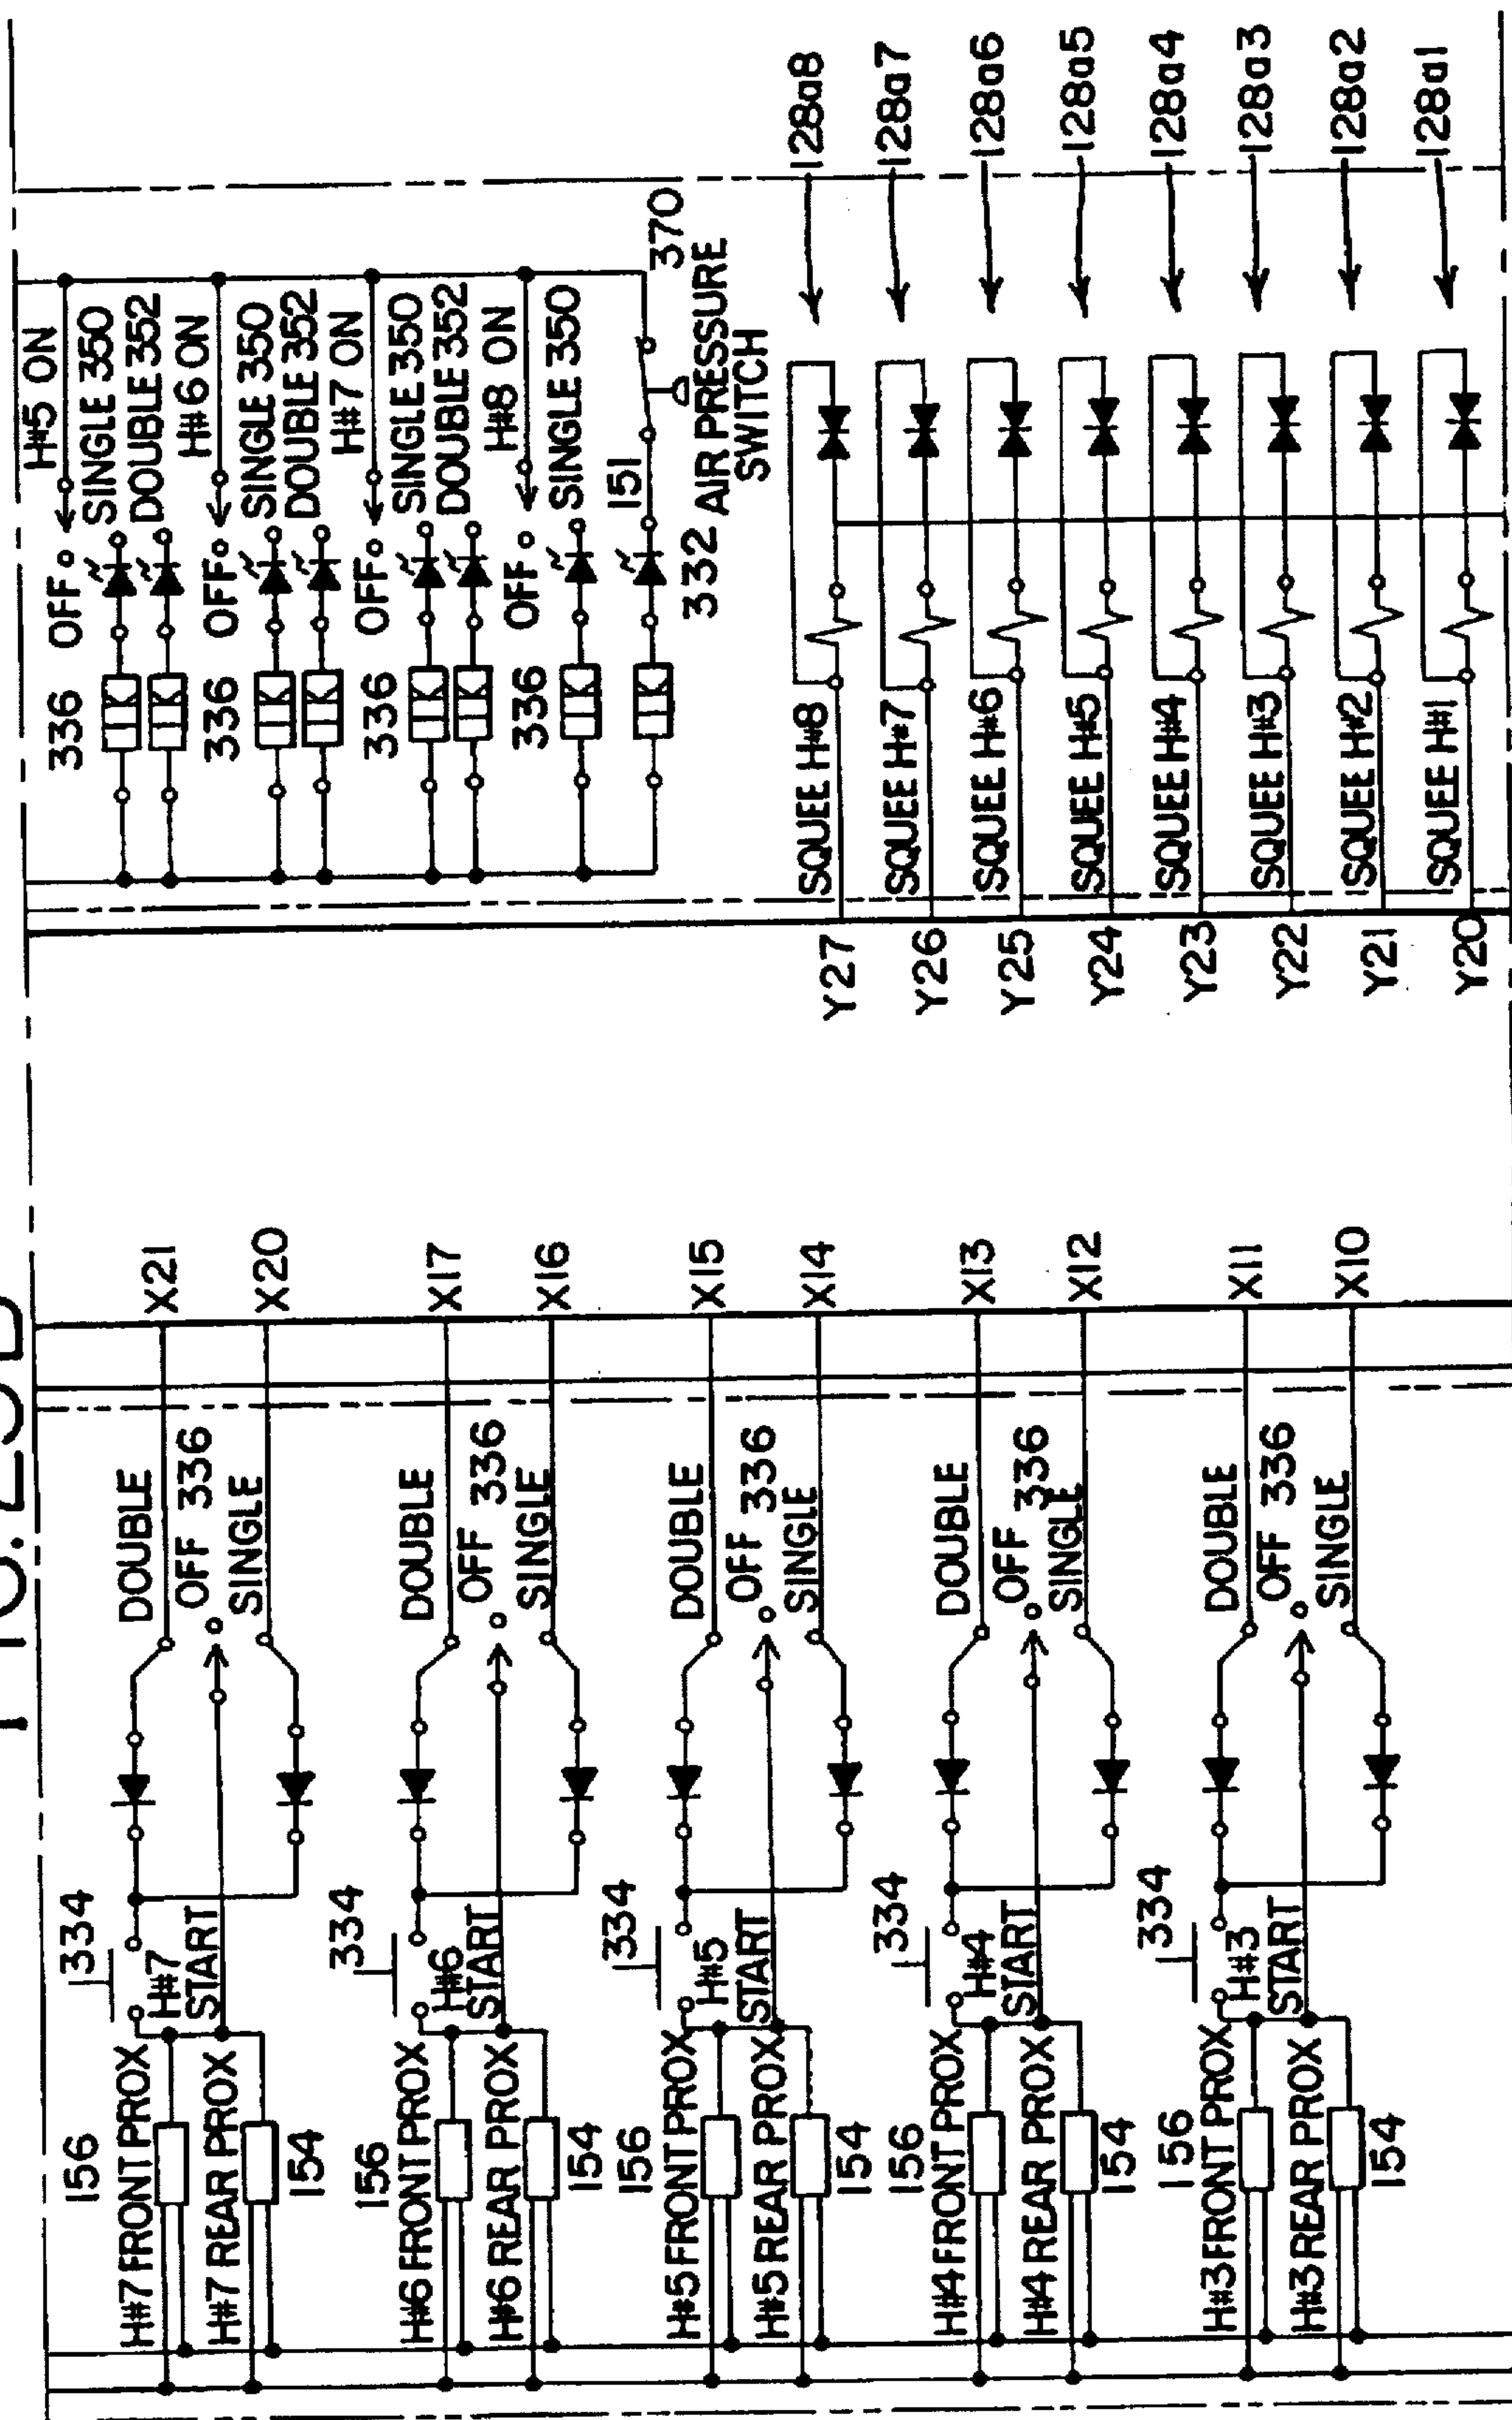 156
H#7 FRONT PROX
H#7 REAR PROX
154
334
H#7
START
DOUBLE
OFF 336
SINGLE
X21
X20
156
H#6 FRONT PROX
H#6 REAR PROX
154
334
H#6
START
DOUBLE
OFF 336
SINGLE
X17
X16
156
H#5 FRONT PROX
H#5 REAR PROX
154
334
H#5
START
DOUBLE
OFF 336
SINGLE
X15
X14
156
H#4 FRONT PROX
H#4 REAR PROX
154
334
H#4
START
DOUBLE
OFF 336
SINGLE
X13
X12
156
H#3 FRONT PROX
H#3 REAR PROX
154
334
H#3
START
DOUBLE
OFF 336
SINGLE
X11
X10
336 OFF H#5 ON
1K SINGLE 350
1K DOUBLE 352
336 OFF H#6 ON
1K SINGLE 350
1K DOUBLE 352
336 OFF H#7 ON
1K SINGLE 350
1K DOUBLE 352
336 OFF H#8 ON
1K SINGLE 350
1K 151 370
332 AIR PRESSURE
SWITCH
Y27 SQUEE H#8 128a8
Y26 SQUEE H#7 128a7
Y25 SQUEE H#6 128a6
Y24 SQUEE H#5 128a5
Y23 SQUEE H#4 128a4
Y22 SQUEE H#3 128a3
Y21 SQUEE H#2 128a2
Y20 SQUEE H#1 128a1